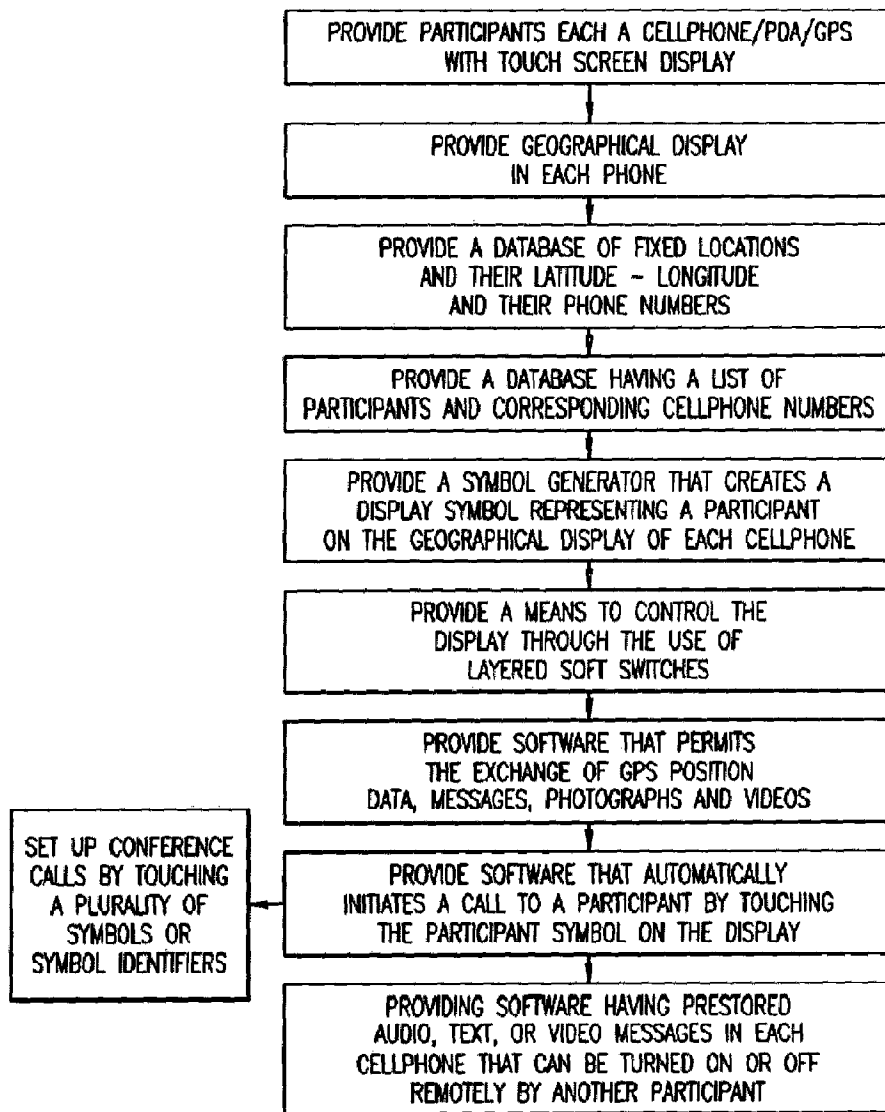 PROVIDE PARTICIPANTS EACH A CELLPHONE/PDA/GPS
WITH TOUCH SCREEN DISPLAY
PROVIDE GEOGRAPHICAL DISPLAY
IN EACH PHONE
PROVIDE A DATABASE OF FIXED LOCATIONS
AND THEIR LATITUDE - LONGITUDE
AND THEIR PHONE NUMBERS
PROVIDE A DATABASE HAVING A LIST OF
PARTICIPANTS AND CORRESPONDING CELLPHONE NUMBERS
PROVIDE A SYMBOL GENERATOR THAT CREATES A
DISPLAY SYMBOL REPRESENTING A PARTICIPANT
ON THE GEOGRAPHICAL DISPLAY OF EACH CELLPHONE
PROVIDE A MEANS TO CONTROL THE
DISPLAY THROUGH THE USE OF
LAYERED SOFT SWITCHES
PROVIDE SOFTWARE THAT PERMITS
THE EXCHANGE OF GPS POSITION
DATA, MESSAGES, PHOTOGRAPHS AND VIDEOS
PROVIDE SOFTWARE THAT AUTOMATICALLY
INITIATES A CALL TO A PARTICIPANT BY TOUCHING
THE PARTICIPANT SYMBOL ON THE DISPLAY
SET UP CONFERENCE
CALLS BY TOUCHING
A PLURALITY OF
SYMBOLS OR
SYMBOL IDENTIFIERS
PROVIDING SOFTWARE HAVING PRESTORED
AUDIO, TEXT, OR VIDEO MESSAGES IN EACH
CELLPHONE THAT CAN BE TURNED ON OR OFF
REMOTELY BY ANOTHER PARTICIPANT